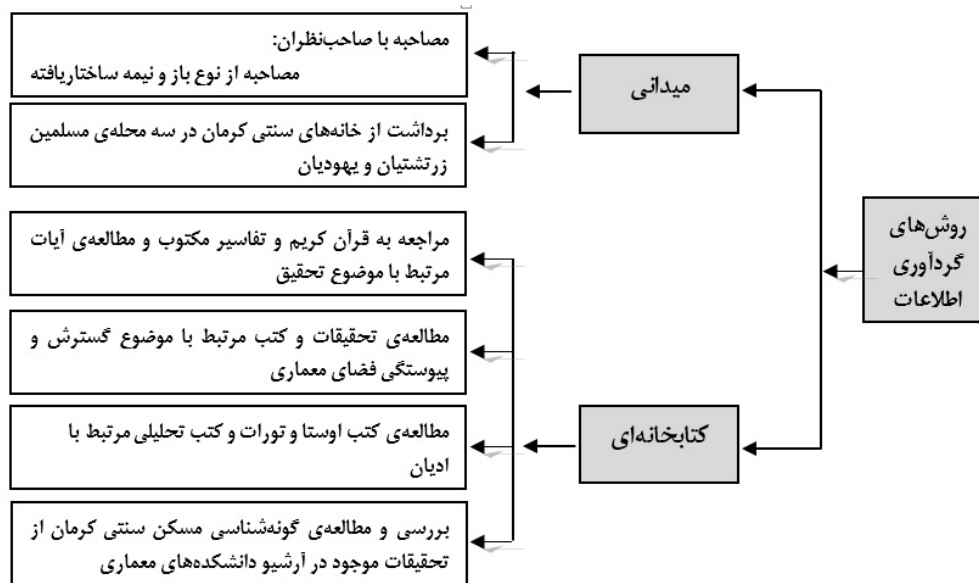 روش‌های
گردآوری
اطلاعات
میدانی
مصاحبه با صاحب‌نظران:
مصاحبه از نوع باز و نیمه ساختاریافته
برداشت از خانه‌های سنتی کرمان در سه محله‌ی مسلمین
زرتشتیان و یهودیان
کتابخانه‌ای
مراجعه به قرآن کریم و تفاسیر مکتوب و مطالعه‌ی آیات
مرتبط با موضوع تحقیق
مطالعه‌ی تحقیقات و کتب مرتبط با موضوع گسترش و
پیوستگی فضای معماری
مطالعه‌ی کتب اوستا و تورات و کتب تحلیلی مرتبط با
ادیان
بررسی و مطالعه‌ی گونه‌شناسی مسکن سنتی کرمان از
تحقیقات موجود در آرشیو دانشکده‌های معماری